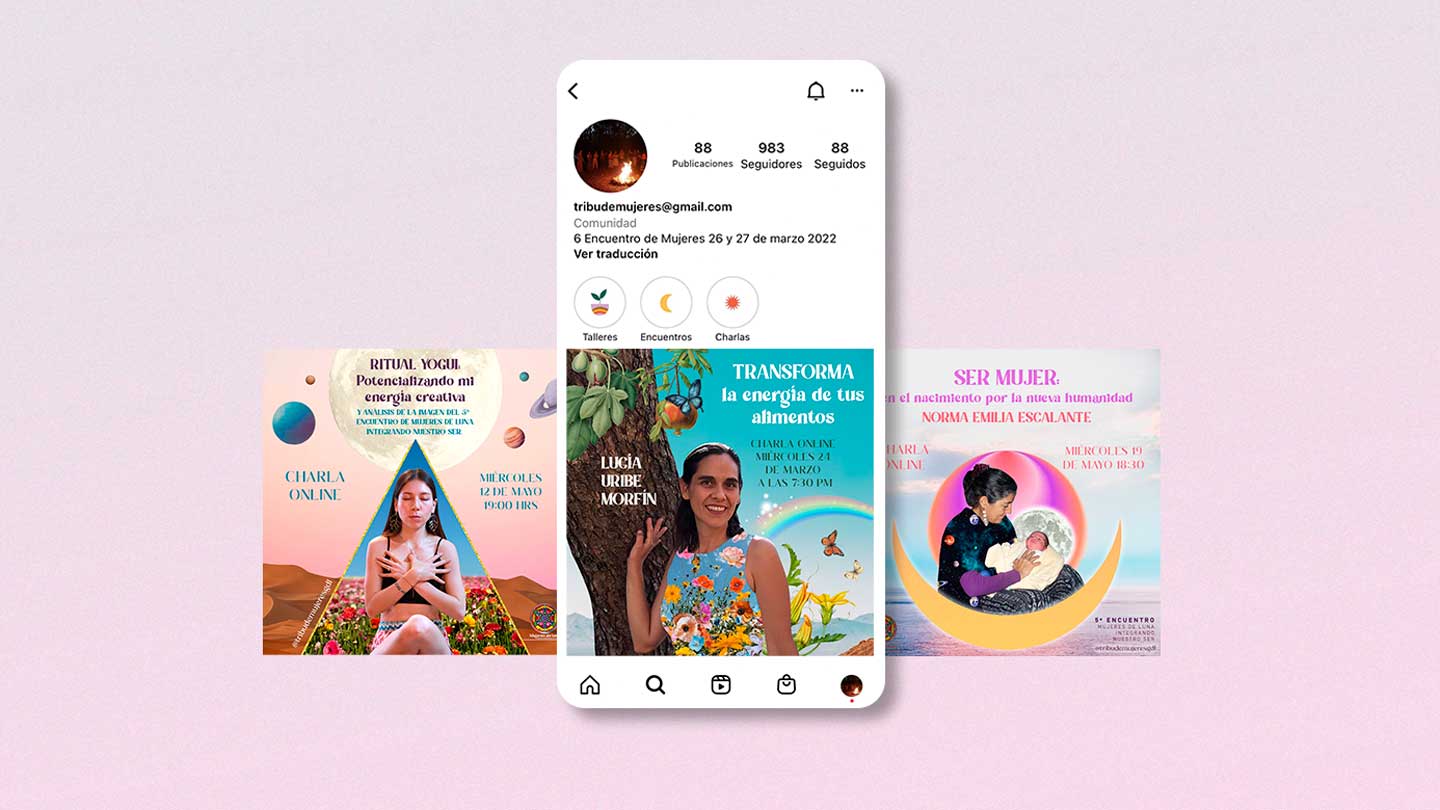 88
983
88
Publicaciones
Seguidores
Seguidos
tribudemujeres@gmail.com
Comunidad
6 Encuentro de Mujeres 26 y 27 de marzo 2022
Ver traducción
Talleres
Encuentros
Charlas
RITUAL YOGUI:
Potencializando mi
energía creativa
Y ANÁLISIS DE LA IMAGEN DEL 5º
ENCUENTRO DE MUJERES DE LUNA
INTEGRANDO NUESTRO SER
CHARLA
ONLINE
MIÉRCOLES
12 DE MAYO
19:00 HRS
@tribudemujeresgdl
TRANSFORMA
la energía de tus
alimentos
CHARLA ONLINE
MIÉRCOLES 24
DE MARZO
A LAS 7:30 PM
LUCÍA
URIBE
MORFÍN
SER MUJER:
en el nacimiento por la nueva humanidad
NORMA EMILIA ESCALANTE
HARLA
ONLINE
MIÉRCOLES 19
DE MAYO 18:30
5º ENCUENTRO
MUJERES DE LUNA,
INTEGRANDO
NUESTRO SER
@tribudemujeresgdl